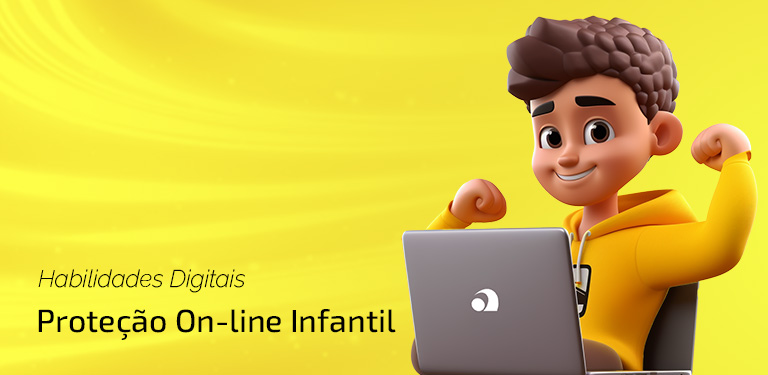 Habilidades Digitais
Proteção On-line Infantil